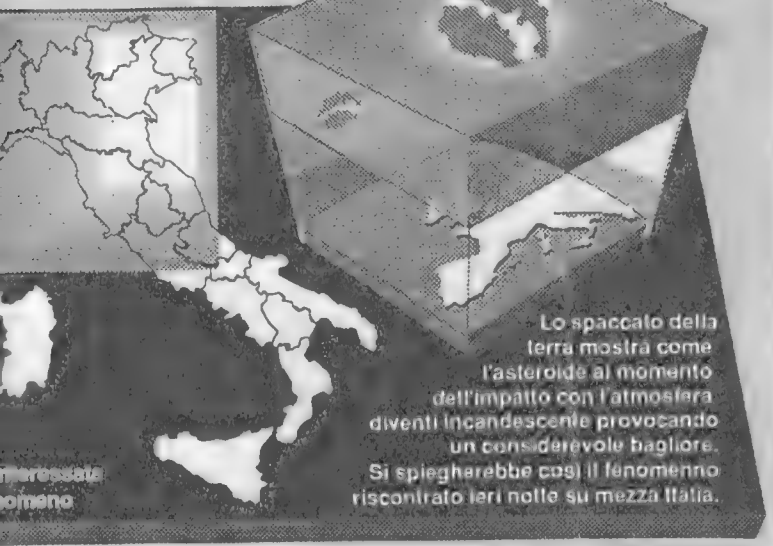 Lo spaccato della
terra mostra come
l'asteroide al momento
dell'impatto con l'atmosfera
diventi incandescente provocando
un considerevole bagliore.
Si spiegherebbe così il fenomenno
riscontrato ieri notte su mezza Italia.